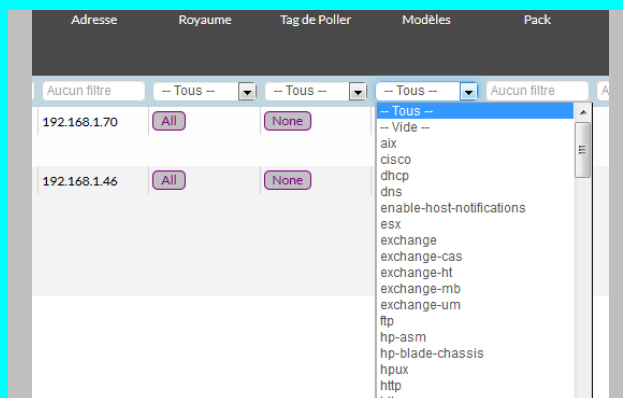 Adresse Royaume Tag de Poller Modèles Pack
Aucun filtre -- Tous -- -- Tous -- -- Tous -- Aucun filtre A
192.168.1.70 All None
192.168.1.46 All None
-- Tous --
-- Vide --
aix
cisco
dhcp
dns
enable-host-notifications
esx
exchange
exchange-cas
exchange-ht
exchange-mb
exchange-um
ftp
hp-asm
hp-blade-chassis
hpux
http